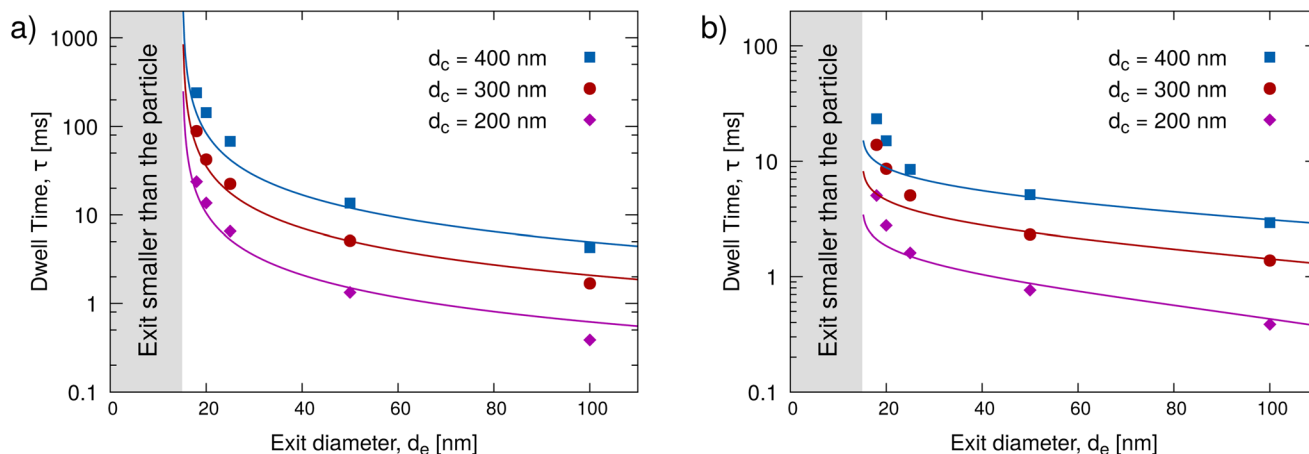 a)
Dwell Time, τ [ms]
1000
100
10
1
0.1
Exit smaller than the particle
d_c = 400 nm
d_c = 300 nm
d_c = 200 nm
0 20 40 60 80 100
Exit diameter, d_e [nm]
b)
Dwell Time, τ [ms]
100
10
1
0.1
Exit smaller than the particle
d_c = 400 nm
d_c = 300 nm
d_c = 200 nm
0 20 40 60 80 100
Exit diameter, d_e [nm]